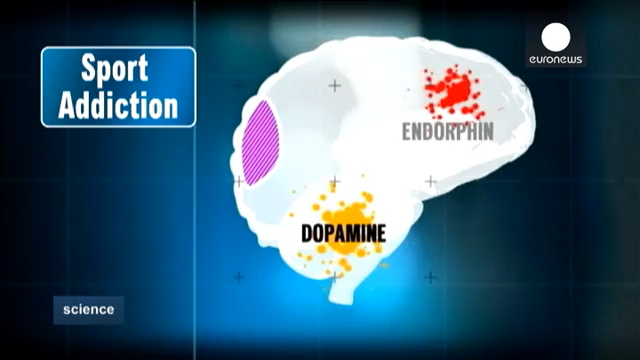 Sport
Addiction
euronews
ENDORPHIN
DOPAMINE
science